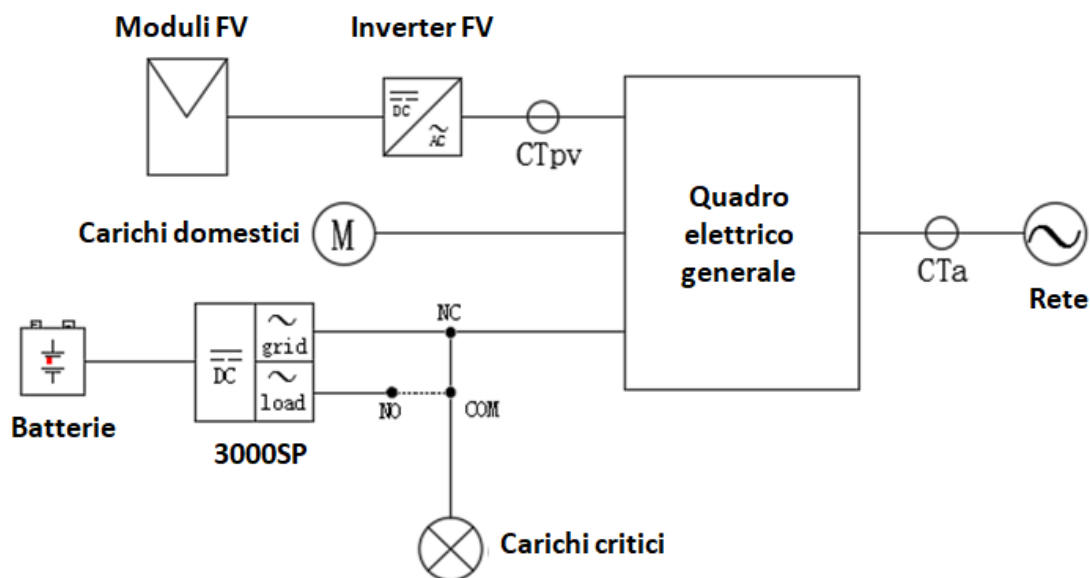 Moduli FV
Inverter FV
DC
AC
CTpv
Quadro
elettrico
generale
Carichi domestici
M
CTa
Rete
NC
grid
DC
load
NO
COM
Batterie
3000SP
Carichi critici